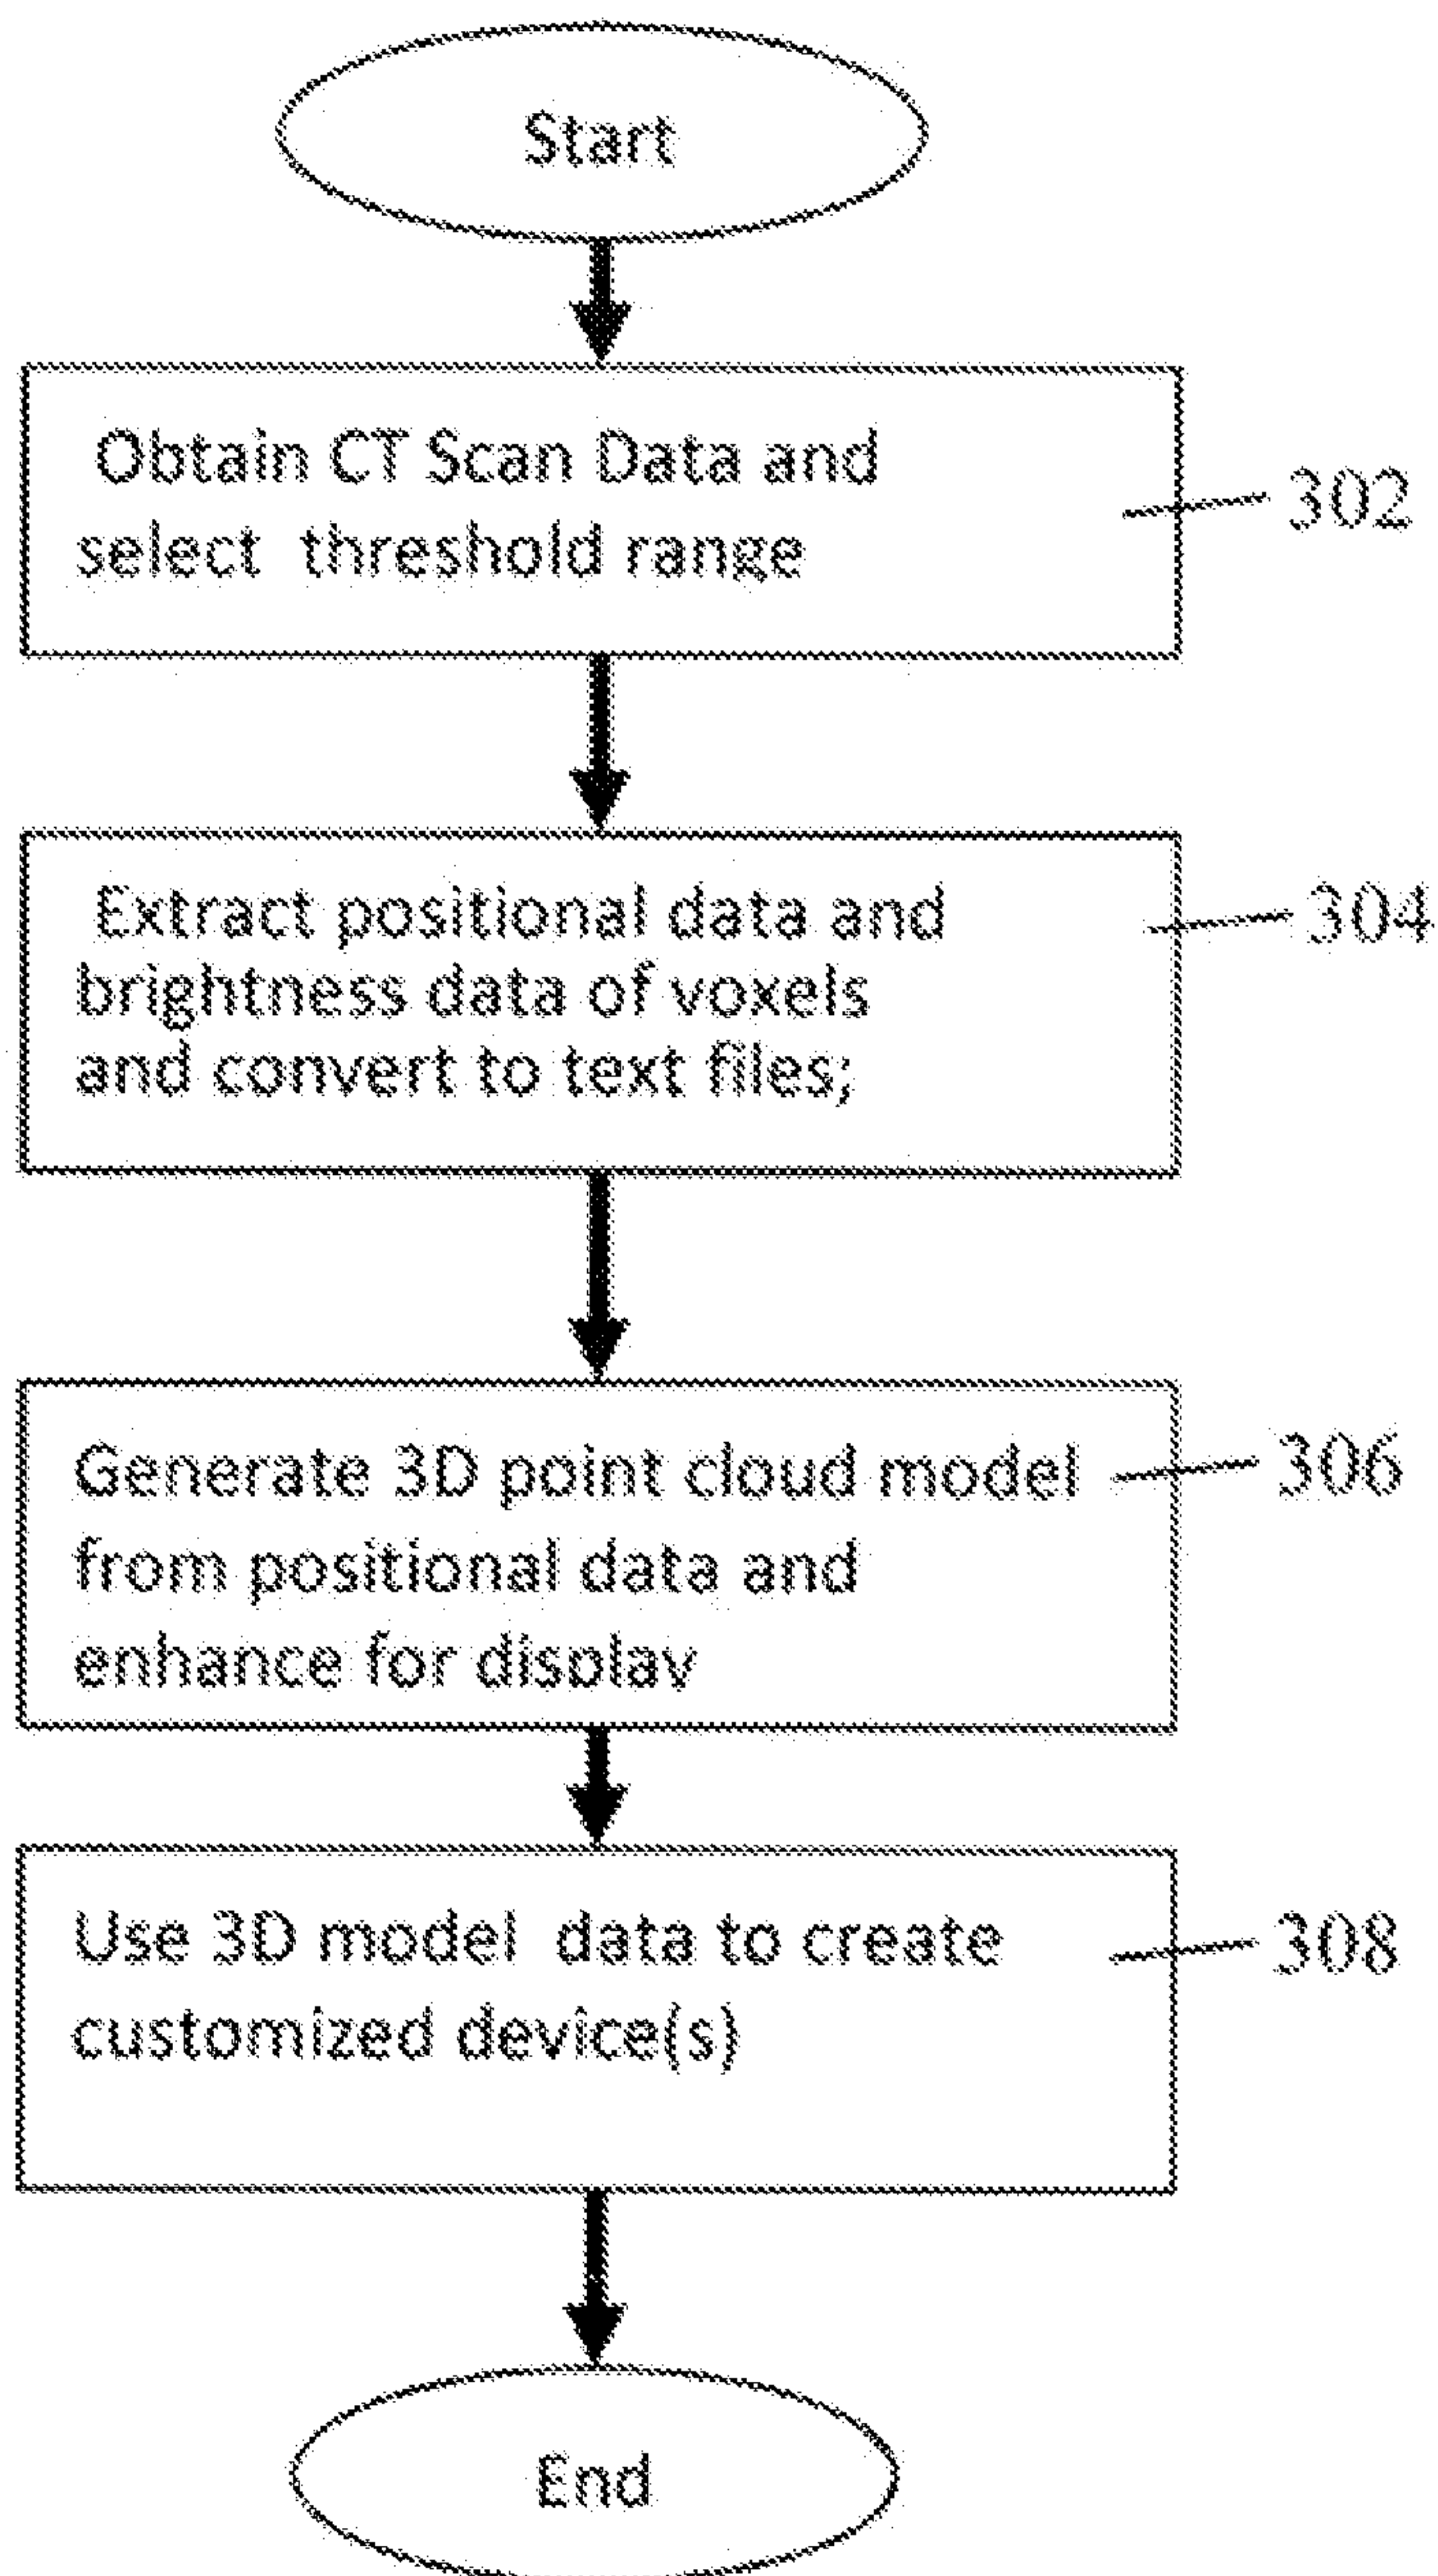 Start
Obtain CT Scan Data and
302
select threshold range
Extract positional data and
304
brightness data of voxels
and convert to text files;
Generate 3D point cloud model
306
from positional data and
enhance for display
Use 3D model data to create
308
customized device(s)
End